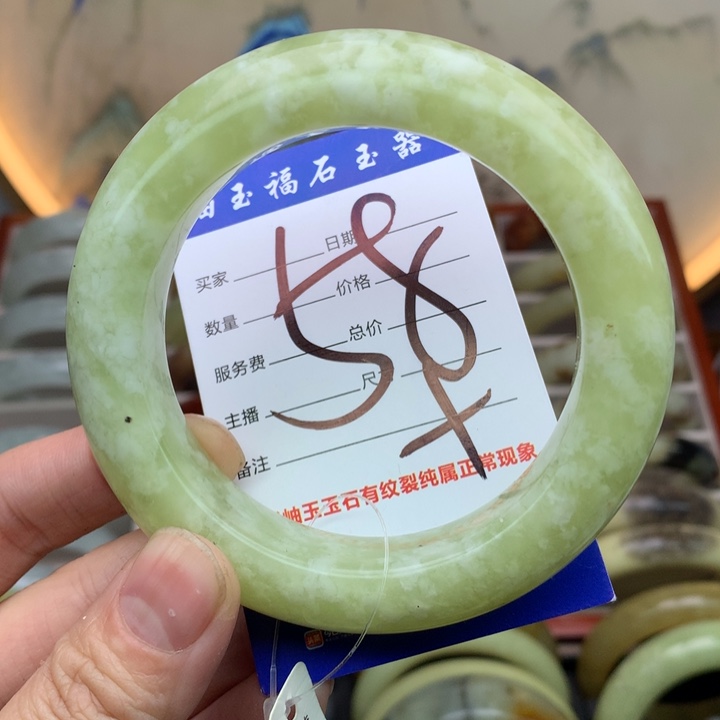 岫玉福石玉器
买家 日期
数量 价格
服务费 总价
主播 尺
备注
58
岫玉玉石有纹裂纯属正常现象